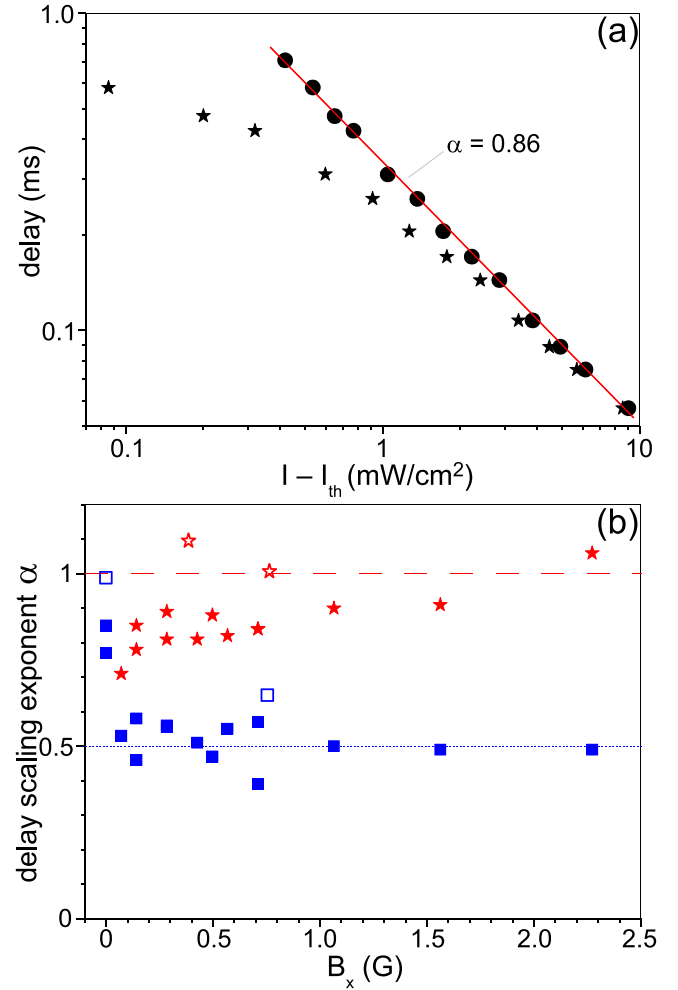 (a)
1.0
0.1
delay (ms)
α = 0.86
0.1
1
10
I – I_th (mW/cm²)
(b)
1
0.5
0
delay scaling exponent α
0
0.5
1.0
1.5
2.0
2.5
B_x (G)